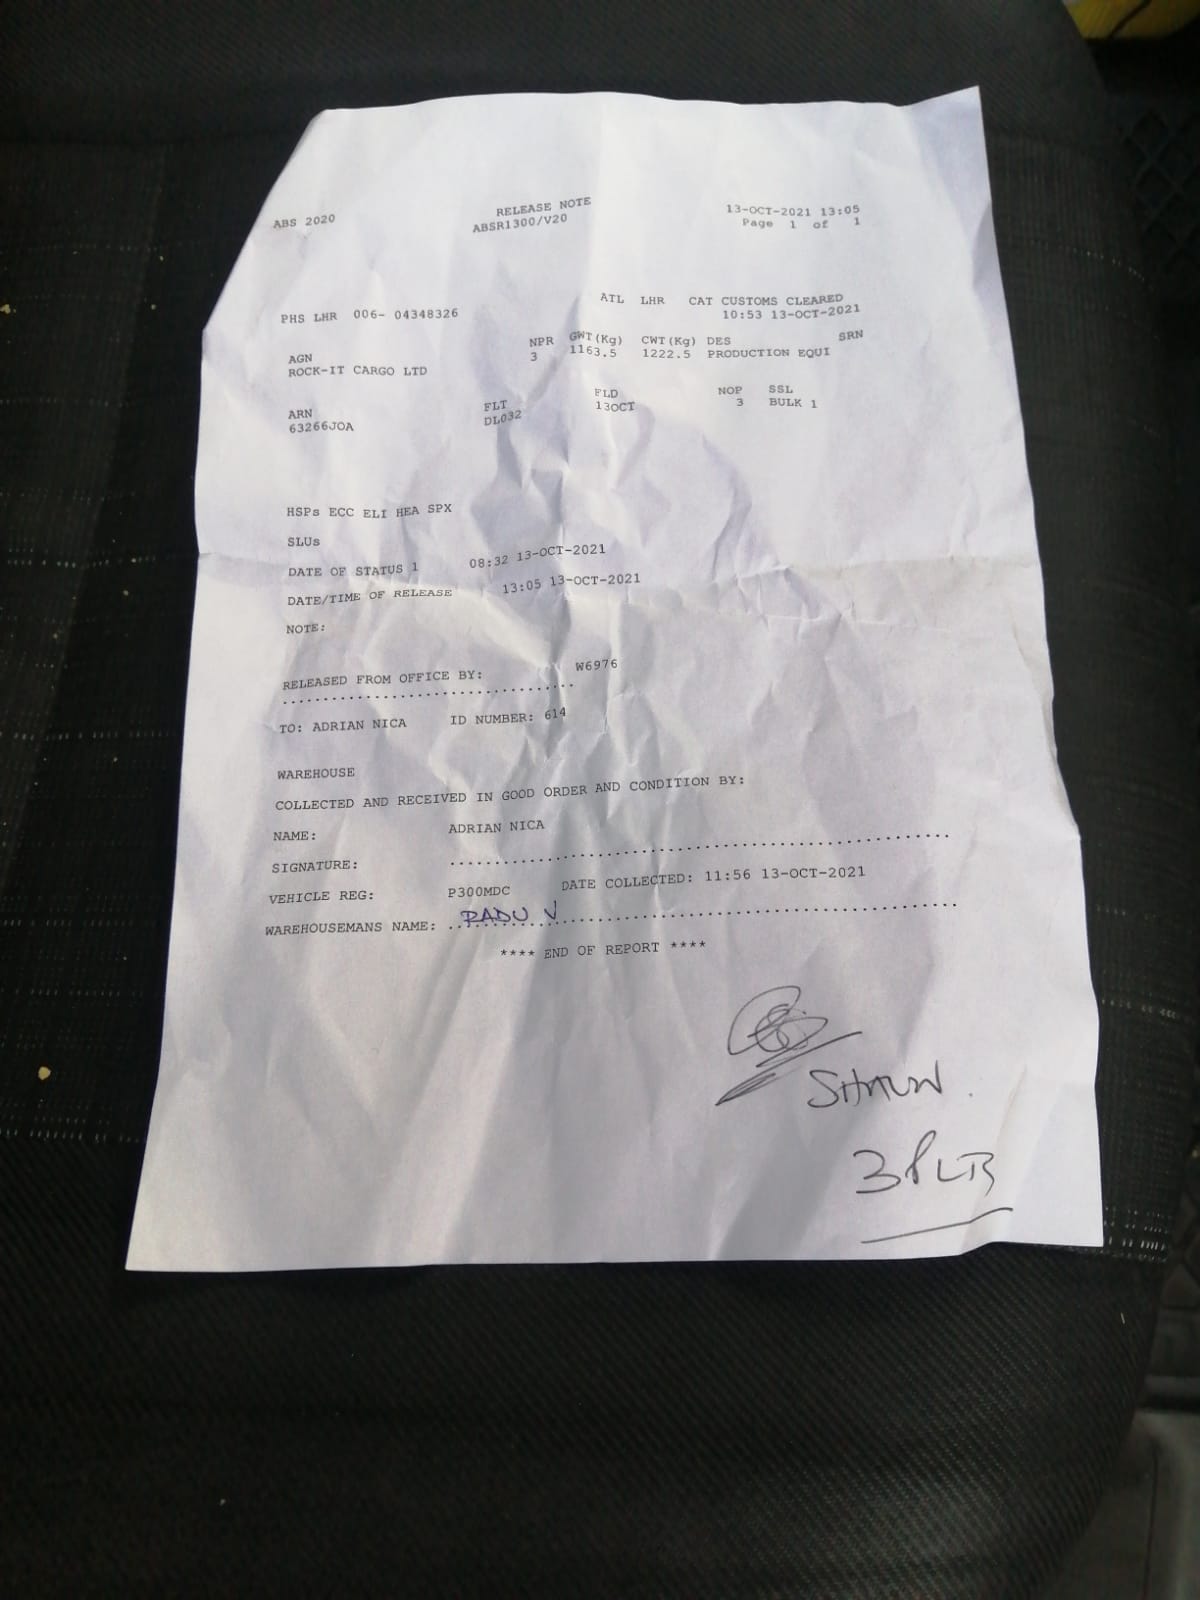 ABS 2020 RELEASE NOTE 13-OCT-2021 13:05
ABSR1300/V20 Page 1 of 1
PHS LHR 006- 04348326 ATL LHR CAT CUSTOMS CLEARED
10:53 13-OCT-2021
AGN NPR GWT(Kg) CWT(Kg) DES SRN
ROCK-IT CARGO LTD 3 1163.5 1222.5 PRODUCTION EQUI
ARN FLT FLD NOP SSL
63266JOA DL032 13OCT 3 BULK 1
HSPs ECC ELI HEA SPX
SLUs
DATE OF STATUS 1 08:32 13-OCT-2021
DATE/TIME OF RELEASE 13:05 13-OCT-2021
NOTE:
RELEASED FROM OFFICE BY: W6976
TO: ADRIAN NICA ID NUMBER: 614
WAREHOUSE
COLLECTED AND RECEIVED IN GOOD ORDER AND CONDITION BY:
NAME: ADRIAN NICA
SIGNATURE:
VEHICLE REG: P300MDC DATE COLLECTED: 11:56 13-OCT-2021
WAREHOUSEMANS NAME: RADU V
**** END OF REPORT ****
SHAUN
3